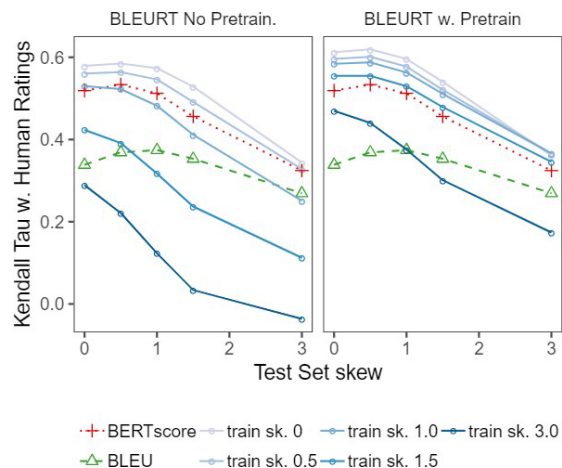 BLEURT No Pretrain. BLEURT w. Pretrain
Kendall Tau w. Human Ratings
0.6
0.4
0.2
0.0
0 1 2 3 0 1 2 3
Test Set skew
BERTscore train sk. 0 train sk. 1.0 train sk. 3.0
BLEU train sk. 0.5 train sk. 1.5